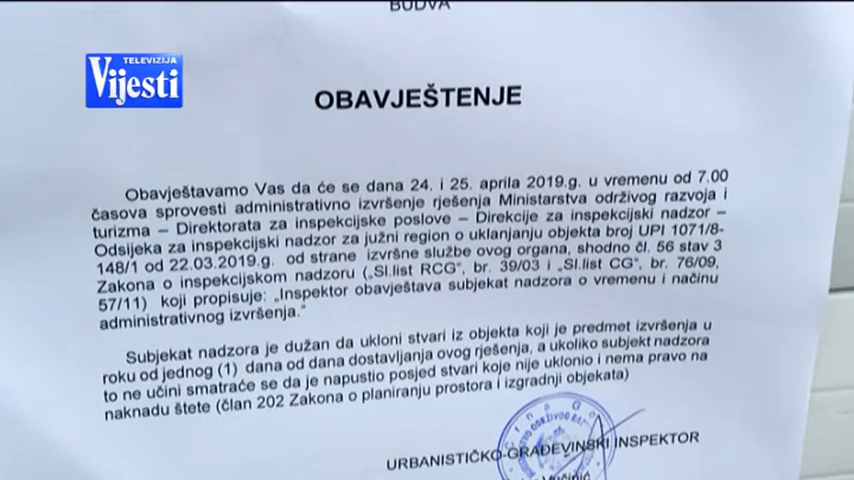 BUDVA
TELEVIZIJA
Vijesti
OBAVJEŠTENJE
Obavještavamo Vas da će se dana 24. i 25. aprila 2019.g. u vremenu od 7.00
časova sprovesti administrativno izvršenje rješenja Ministarstva održivog razvoja i
turizma – Direktorata za inspekcijske poslove – Direkcije za inspekcijski nadzor –
Odsijeka za inspekcijski nadzor za južni region o uklanjanju objekta broj UPI 1071/8-
148/1 od 22.03.2019.g. od strane izvršne službe ovog organa, shodno čl. 56 stav 3
Zakona o inspekcijskom nadzoru („Sl.list RCG“, br. 39/03 i „Sl.list CG“, br. 76/09,
57/11) koji propisuje: „Inspektor obavještava subjekat nadzora o vremenu i načinu
administrativnog izvršenja.“
Subjekat nadzora je dužan da ukloni stvari iz objekta koji je predmet izvršenja u
roku od jednog (1) dana od dana dostavljanja ovog rješenja, a ukoliko subjekt nadzora
to ne učini smatraće se da je napustio posjed stvari koje nije uklonio i nema pravo na
naknadu štete (član 202 Zakona o planiranju prostora i izgradnji objekata)
URBANISTIČKO-GRAĐEVINSKI INSPEKTOR